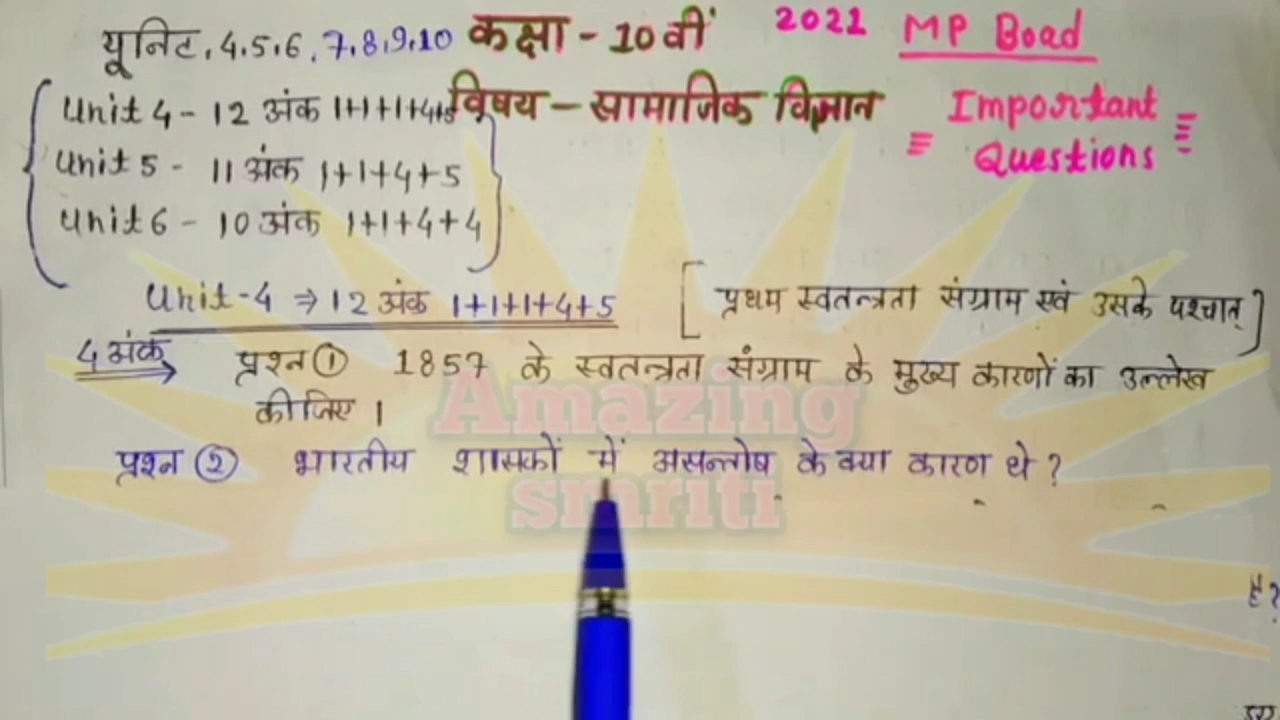 यूनिट, 4,5,6,7,8,9,10 कक्षा - 10 वीं 2021 MP Boad
Unit 4 - 12 अंक 1+1+1+4+5 विषय - सामाजिक विज्ञान Important Questions
Unit 5 - 11 अंक 1+1+4+5
Unit 6 - 10 अंक 1+1+4+4
Unit-4 ⇒ 12 अंक 1+1+1+4+5 [प्रथम स्वतन्त्रता संग्राम एवं उसके पश्चात्]
4 अंक प्रश्न ① 1857 के स्वतन्त्रता संग्राम के मुख्य कारणों का उल्लेख
कीजिए।
Amazing
प्रश्न ② भारतीय शासकों में असन्तोष के क्या कारण थे?
smriti
है?